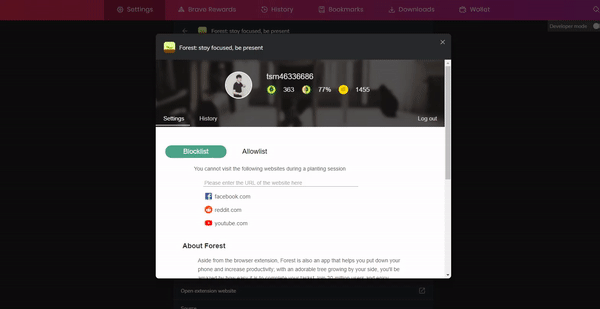 Settings Brave Rewards History Bookmarks Downloads Wallet
Developer mode
Forest: stay focused, be present
Forest: stay focused, be present
tsm46336686
363 77% 1455
Settings History Log out
Blocklist Allowlist
You cannot visit the following websites during a planting session
Please enter the URL of the website here
facebook.com
reddit.com
youtube.com
About Forest
Aside from the browser extension, Forest is also an app that helps you put down your
phone and increase productivity; with an adorable tree growing by your side, you'll be
Open extension website